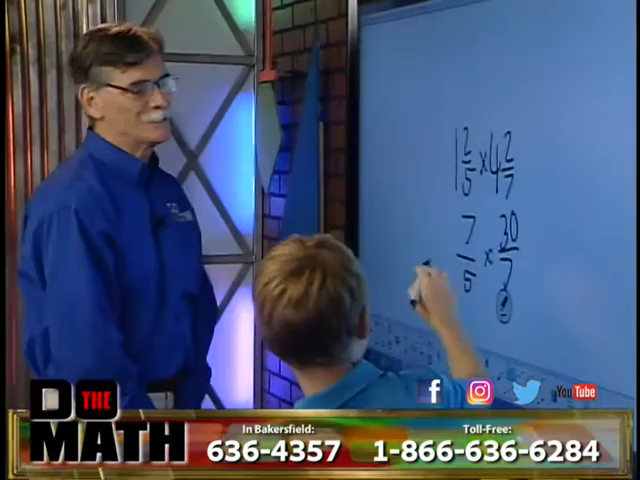 1 2/5 × 4 2/7
7/5 × 30/7
DO THE MATH
In Bakersfield: Toll-Free:
636-4357 1-866-636-6284
f YouTube